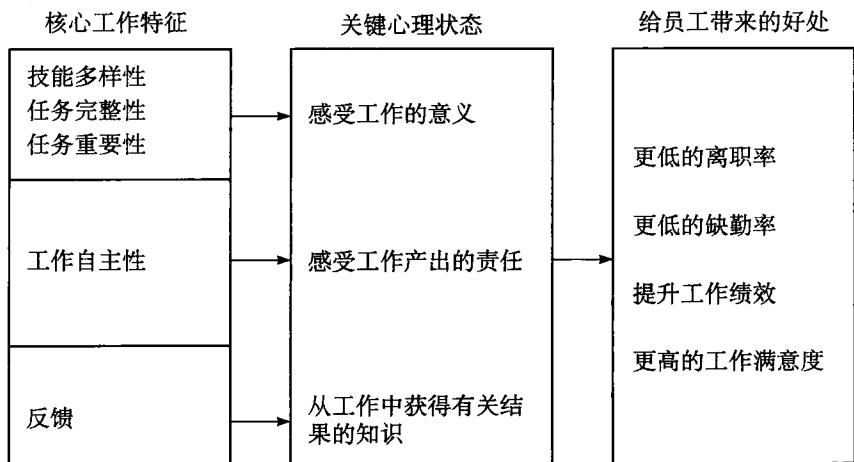 核心工作特征
关键心理状态
给员工带来的好处
技能多样性
任务完整性
任务重要性
感受工作的意义
工作自主性
感受工作产出的责任
反馈
从工作中获得有关结
果的知识
更低的离职率
更低的缺勤率
提升工作绩效
更高的工作满意度